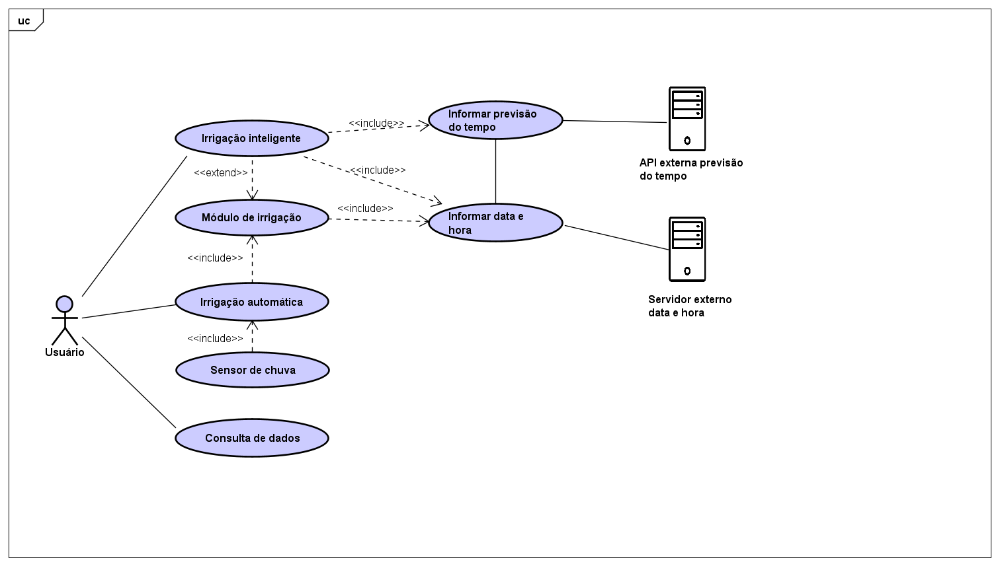 uc
Irrigação inteligente
<<include>>
Informar previsão
do tempo
API externa previsão
do tempo
<<extend>>
<<include>>
Módulo de irrigação
<<include>>
Informar data e
hora
<<include>>
Irrigação automática
Servidor externo
data e hora
<<include>>
Usuário
Sensor de chuva
Consulta de dados